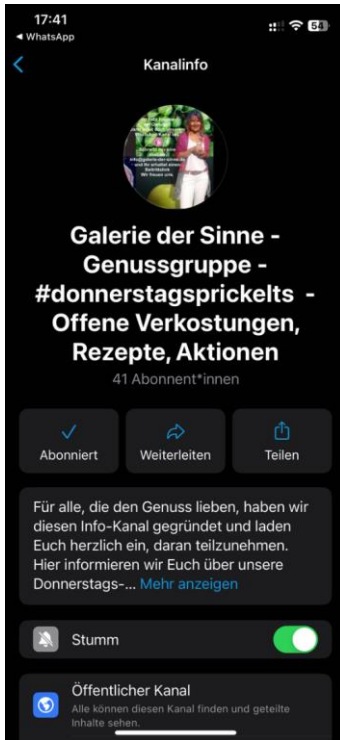 17:41
54
◀ WhatsApp
Kanalinfo
Galerie der Sinne -
Genussgruppe -
#donnerstagsprickelts -
Offene Verkostungen,
Rezepte, Aktionen
41 Abonnent*innen
Abonniert
Weiterleiten
Teilen
Für alle, die den Genuss lieben, haben wir
diesen Info-Kanal gegründet und laden
Euch herzlich ein, daran teilzunehmen.
Hier informieren wir Euch über unsere
Donnerstags-... Mehr anzeigen
Stumm
Öffentlicher Kanal
Alle können diesen Kanal finden und geteilte
Inhalte sehen.